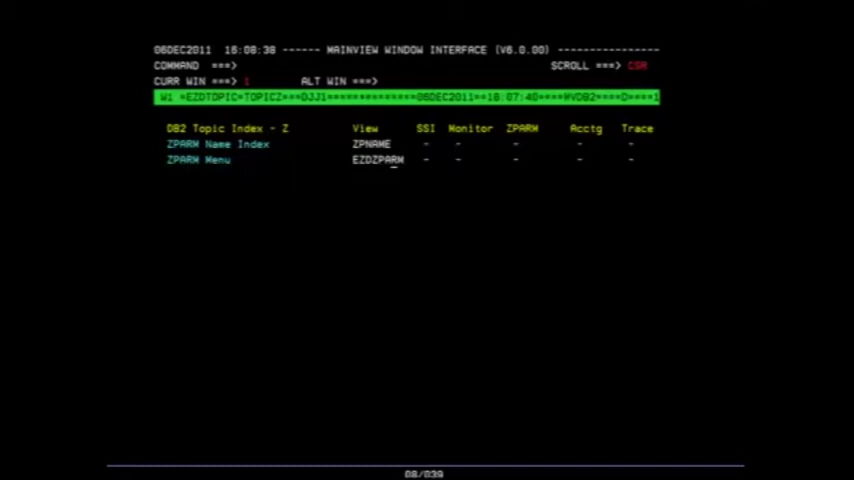 06DEC2011 16:08:38 ------ MAINVIEW WINDOW INTERFACE (V6.0.00) ----------------
COMMAND ===> SCROLL ===> CSR
CURR WIN ===> 1 ALT WIN ===>
W1 =EZDTOPIC=TOPICZ===DJJ1==============06DEC2011==16:07:40====MVDB2====D====1
DB2 Topic Index - Z View SSI Monitor ZPARM Acctg Trace
ZPARM Name Index ZPNAME - - - - -
ZPARM Menu EZDZPARM - - - - -
08/039